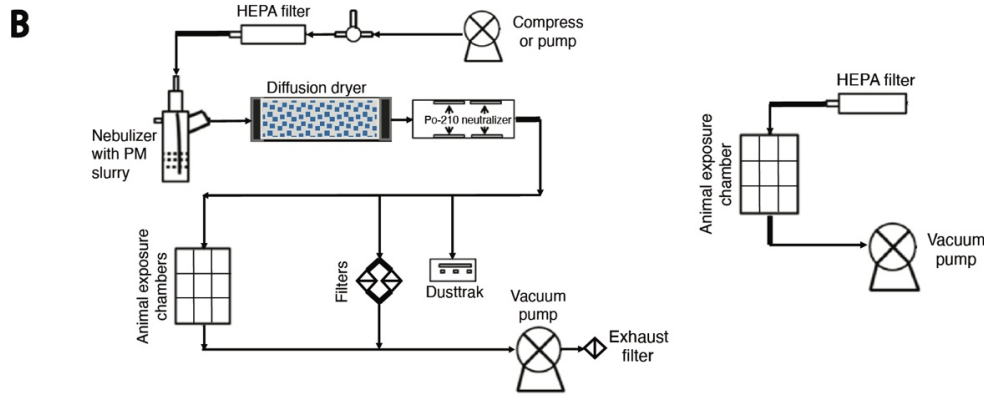 B
HEPA filter
Compress
or pump
Diffusion dryer
Po-210 neutralizer
Nebulizer
with PM
slurry
Animal exposure
chambers
Filters
Dusttrak
Vacuum
pump
Exhaust
filter
HEPA filter
Animal exposure
chamber
Vacuum
pump